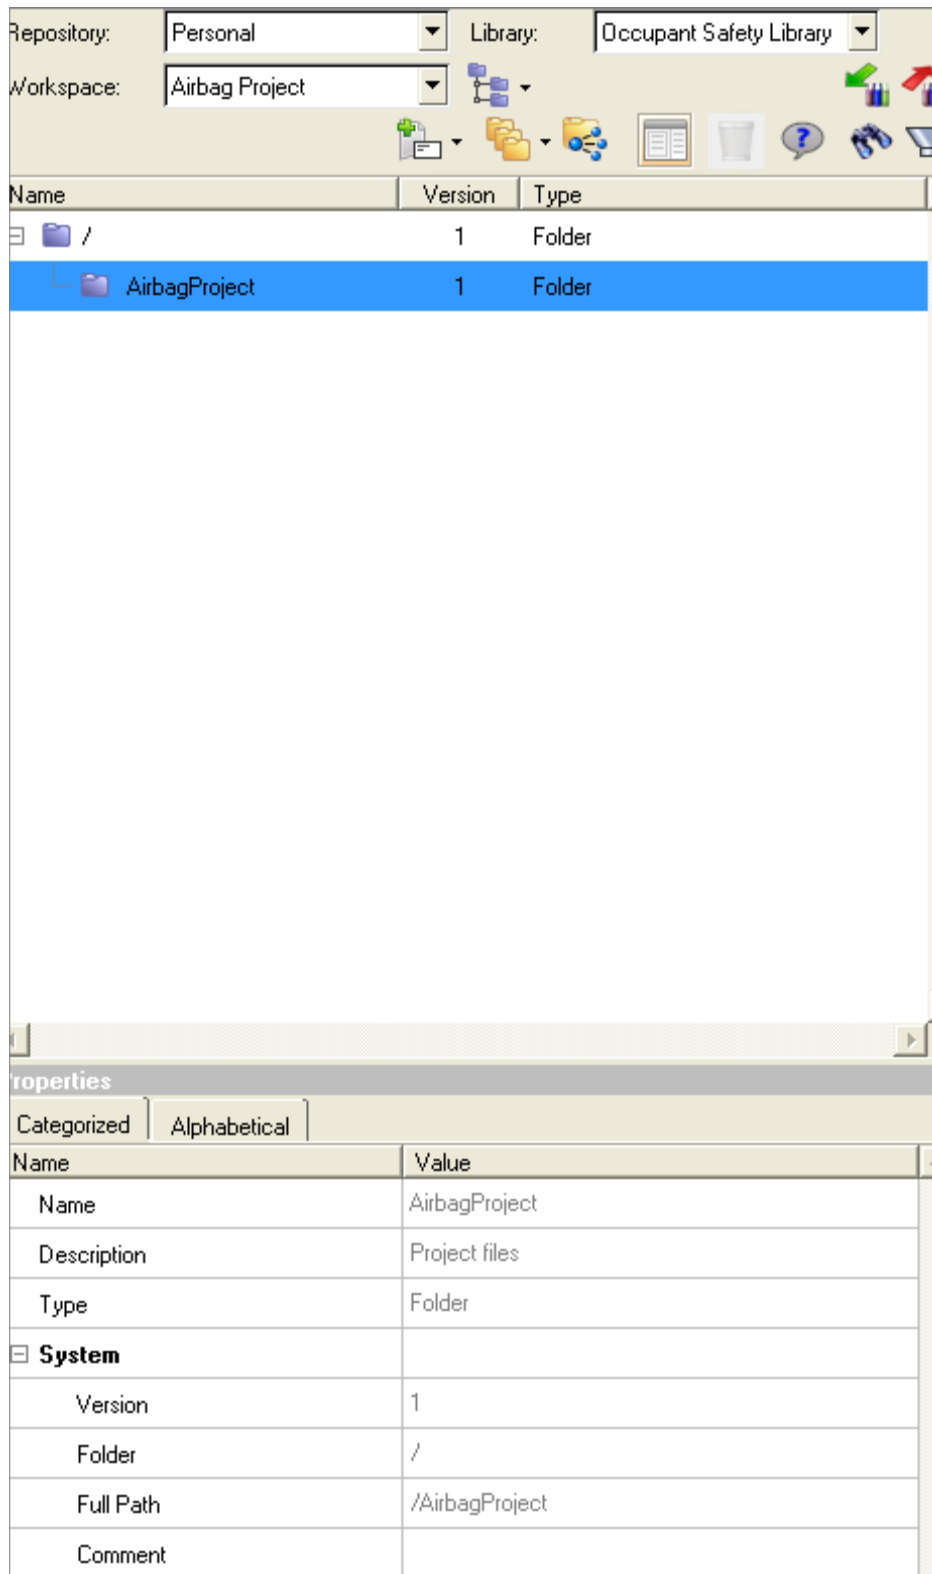 Repository: Personal Library: Occupant Safety Library
Workspace: Airbag Project
Name Version Type
/ 1 Folder
AirbagProject 1 Folder
Properties
Categorized Alphabetical
Name Value
Name AirbagProject
Description Project files
Type Folder
System
Version 1
Folder /
Full Path /AirbagProject
Comment